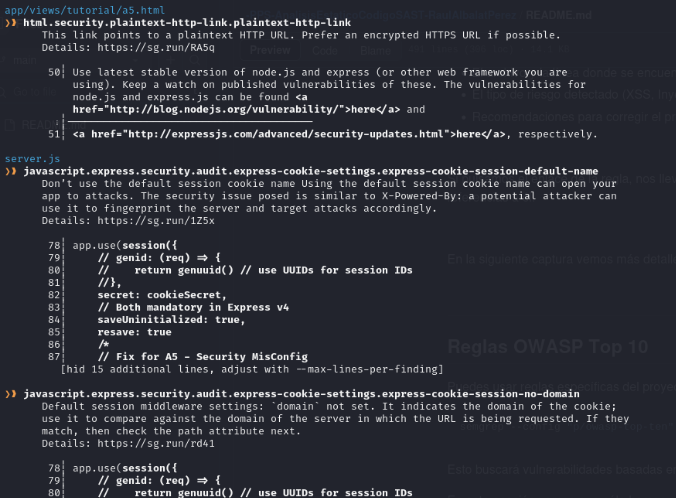 app/views/tutorial/a5.html
❯❱ html.security.plaintext-http-link.plaintext-http-link
This link points to a plaintext HTTP URL. Prefer an encrypted HTTPS URL if possible.
Details: https://sg.run/RA5q
50┆ Use latest stable version of node.js and express (or other web framework you are
using). Keep a watch on published vulnerabilities of these. The vulnerabilities for
node.js and express.js can be found <a
href="http://blog.nodejs.org/vulnerability/">here</a> and
⋮┆----------------------------------------
51┆ <a href="http://expressjs.com/advanced/security-updates.html">here</a>, respectively.
server.js
❯❱ javascript.express.security.audit.express-cookie-settings.express-cookie-session-default-name
Don't use the default session cookie name Using the default session cookie name can open your
app to attacks. The security issue posed is similar to X-Powered-By: a potential attacker can
use it to fingerprint the server and target attacks accordingly.
Details: https://sg.run/1Z5x
78┆ app.use(session({
79┆ // genid: (req) => {
80┆ //    return genuuid() // use UUIDs for session IDs
81┆ //},
82┆ secret: cookieSecret,
83┆ // Both mandatory in Express v4
84┆ saveUninitialized: true,
85┆ resave: true
86┆ /*
87┆ // Fix for A5 - Security MisConfig
[hid 15 additional lines, adjust with --max-lines-per-finding]
❯❱ javascript.express.security.audit.express-cookie-settings.express-cookie-session-no-domain
Default session middleware settings: `domain` not set. It indicates the domain of the cookie;
use it to compare against the domain of the server in which the URL is being requested. If they
match, then check the path attribute next.
Details: https://sg.run/rd41
78┆ app.use(session({
79┆ // genid: (req) => {
80┆ //    return genuuid() // use UUIDs for session IDs
README.md
Preview Code Blame
Reglas OWASP Top 10